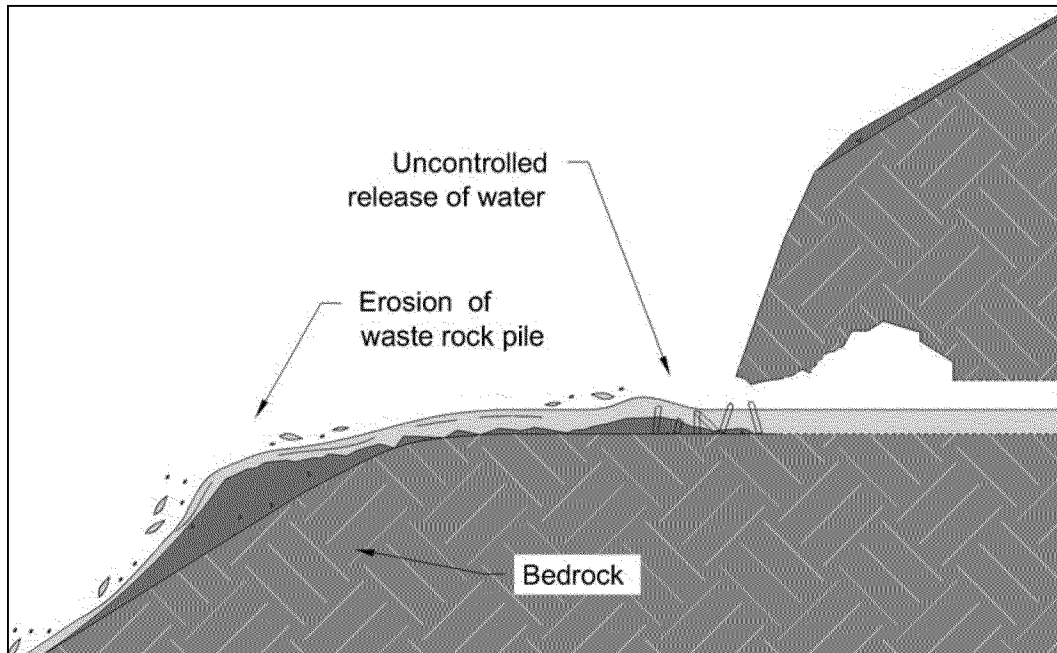 Uncontrolled
release of water
Erosion of
waste rock pile
Bedrock